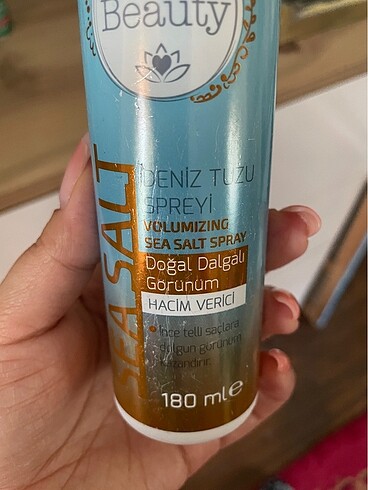 Beauty
SEA SALT
DENİZ TUZU
SPREYİ
VOLUMIZING
SEA SALT SPRAY
Doğal Dalgalı
Görünüm
HACİM VERİCİ
• İnce telli saçlara
dolgun görünüm
kazandırır.
180 ml e